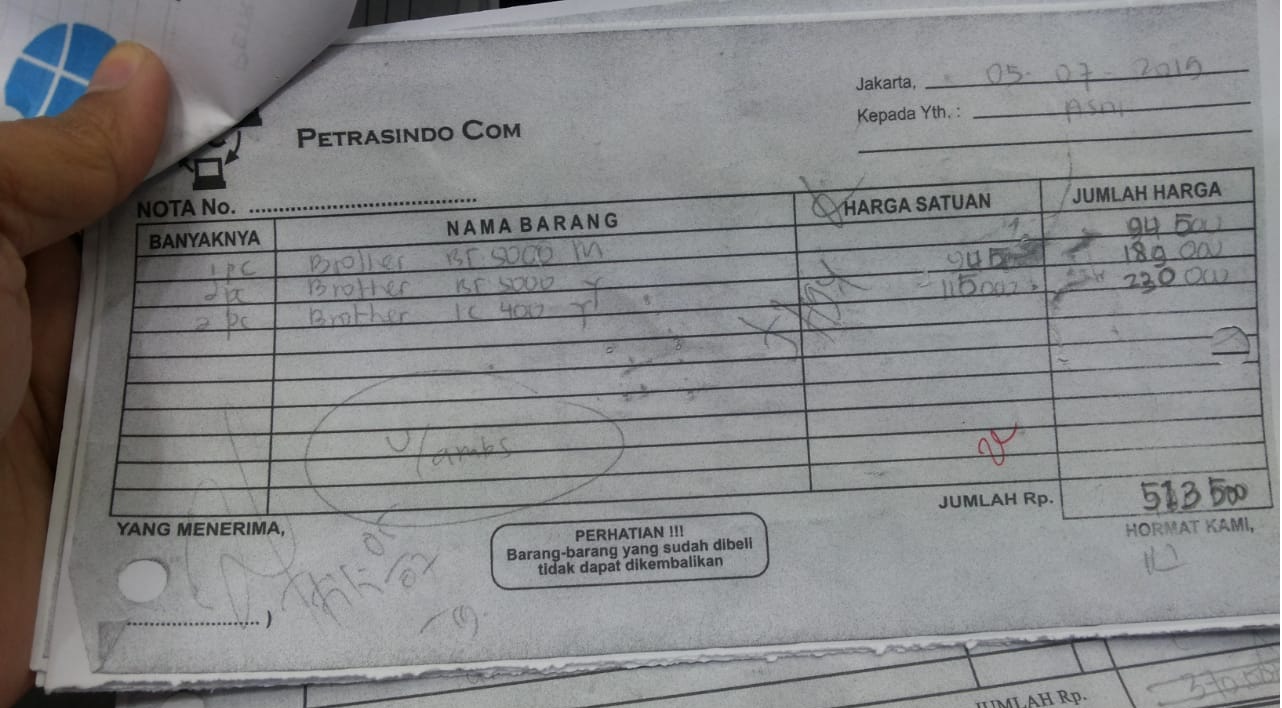 Jakarta, 05-07-2019
Kepada Yth. : Asni
PETRASINDO COM
NOTA No.
BANYAKNYA NAMA BARANG HARGA SATUAN JUMLAH HARGA
1 pc Brother BT 5000 M 94 500
2 pc Brother BT 5000 Y 94 5 189 000
2 pc Brother LC 400 Y 115 000 230 000
JUMLAH Rp. 513 500
YANG MENERIMA,
PERHATIAN !!!
Barang-barang yang sudah dibeli
tidak dapat dikembalikan
HORMAT KAMI,
JUMLAH Rp.